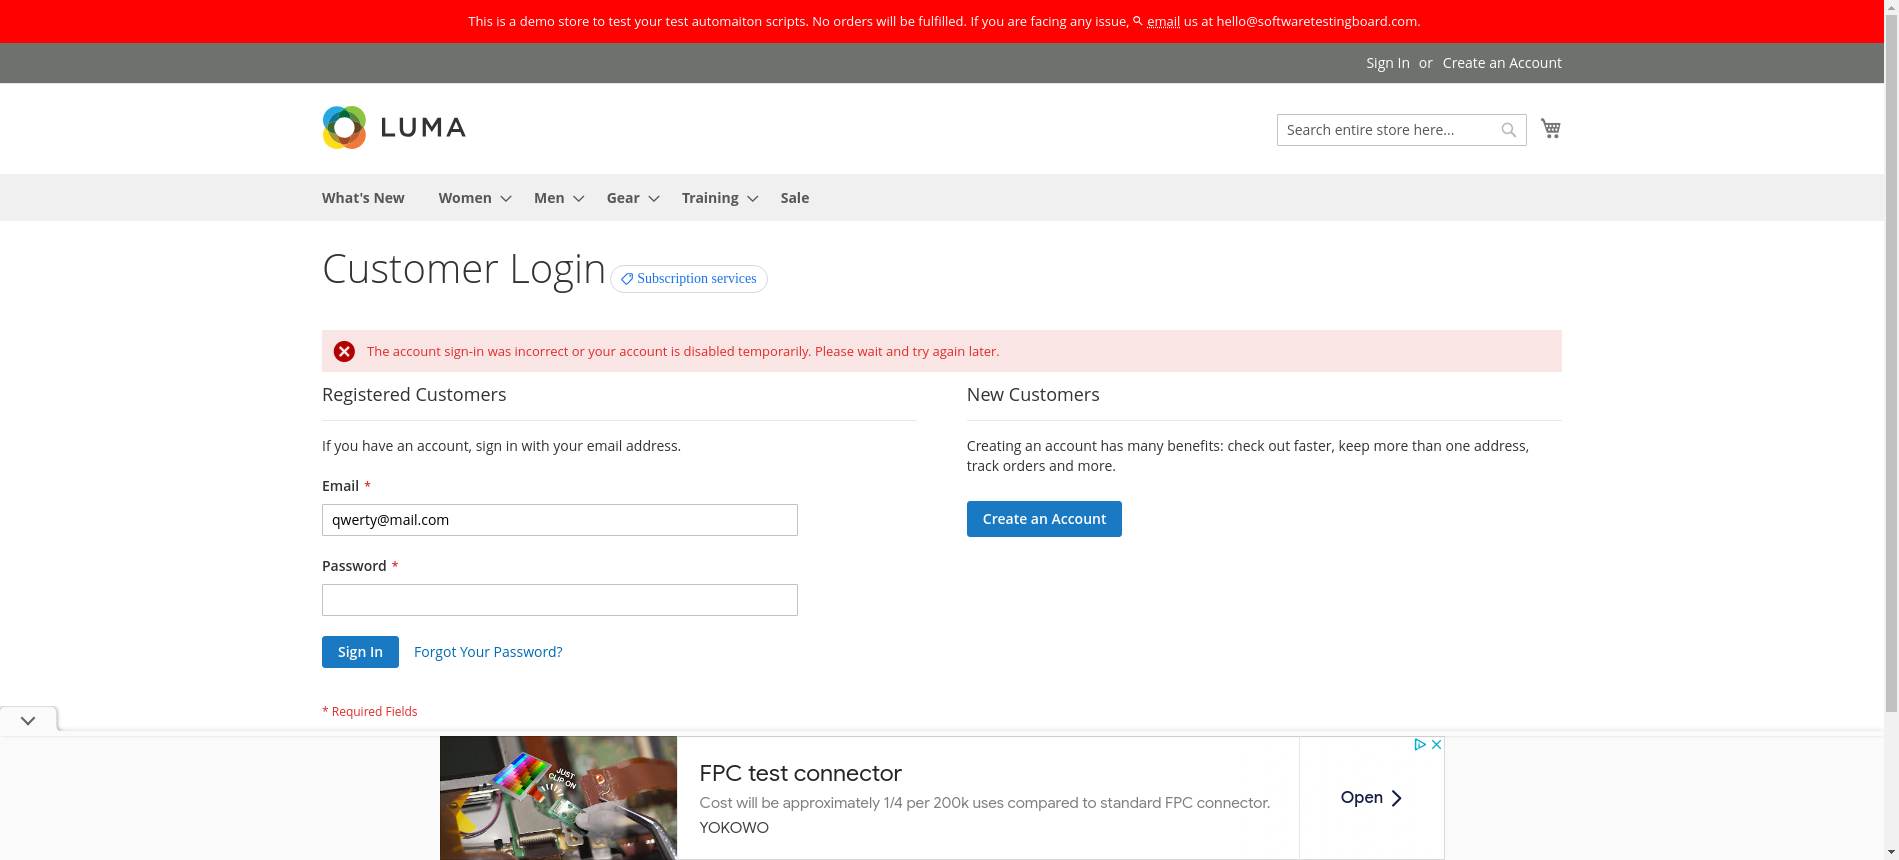 This is a demo store to test your test automaiton scripts. No orders will be fulfilled. If you are facing any issue, email us at hello@softwaretestingboard.com.
Sign In or Create an Account
LUMA
Search entire store here...
What's New Women Men Gear Training Sale
Customer Login
Subscription services
The account sign-in was incorrect or your account is disabled temporarily. Please wait and try again later.
Registered Customers
If you have an account, sign in with your email address.
Email *
qwerty@mail.com
Password *
Sign In Forgot Your Password?
* Required Fields
New Customers
Creating an account has many benefits: check out faster, keep more than one address,
track orders and more.
Create an Account
JUST
CLIP ON
FPC test connector
Cost will be approximately 1/4 per 200k uses compared to standard FPC connector.
YOKOWO
Open